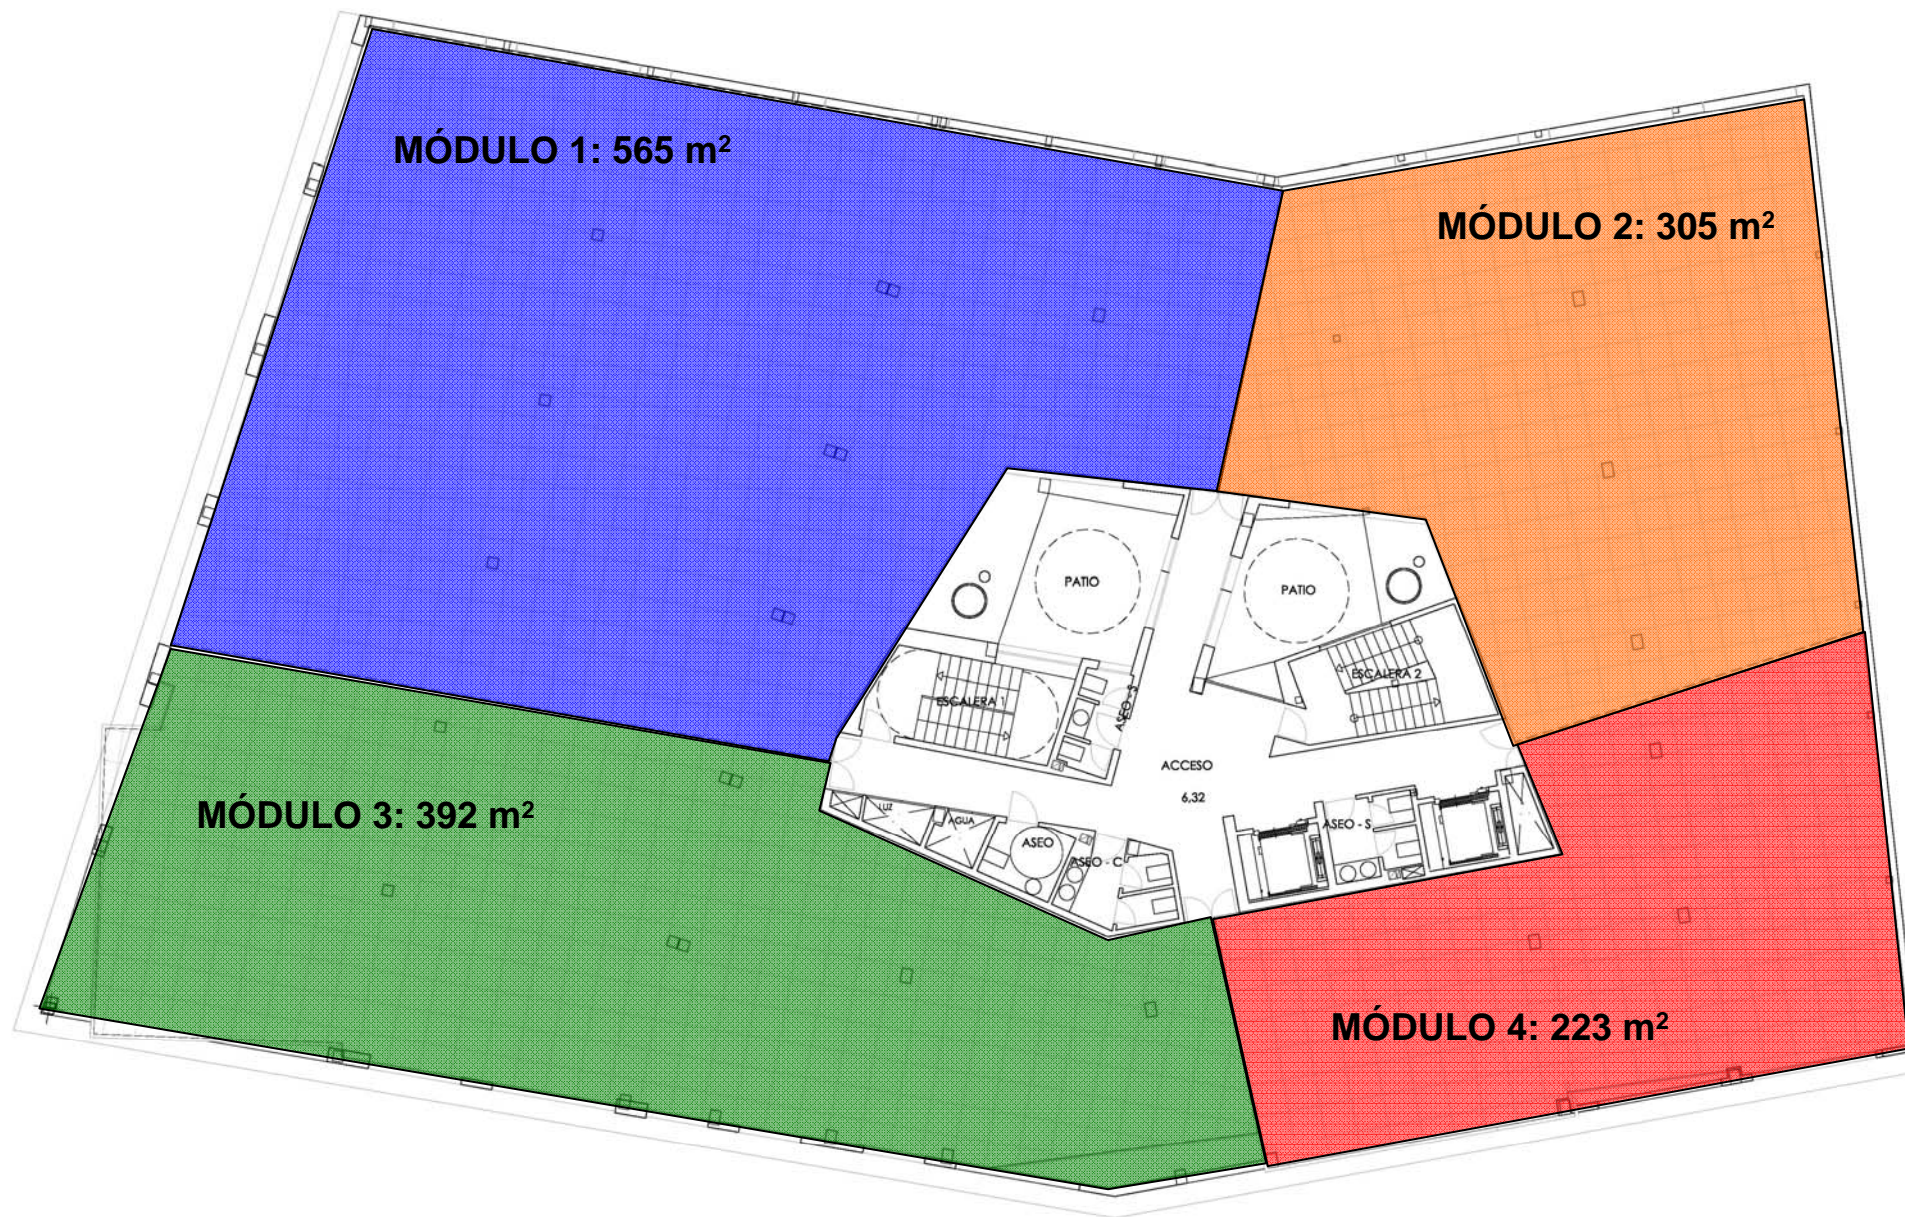 MÓDULO 1: 565 m²
MÓDULO 2: 305 m²
PATIO
PATIO
ESCALERA 1
ESCALERA 2
ASEO - S
ACCESO
6,32
MÓDULO 3: 392 m²
LUZ
AGUA
ASEO
ASEO - C
ASEO - S
MÓDULO 4: 223 m²